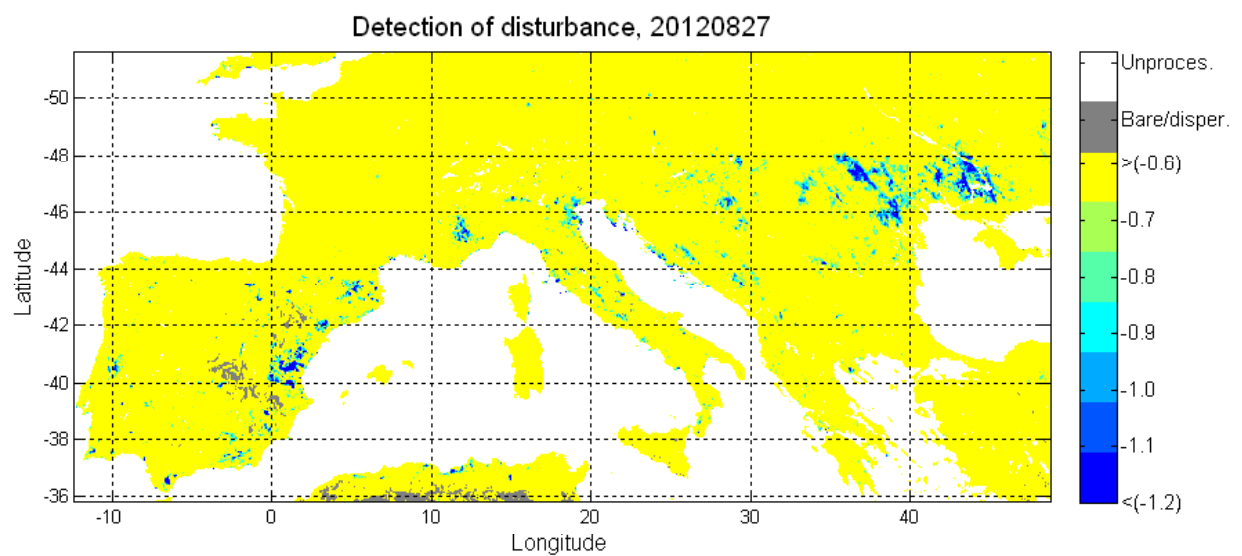 Detection of disturbance, 20120827
Unproces.
Bare/disper.
>(-0.6)
-0.7
-0.8
-0.9
-1.0
-1.1
<(-1.2)
Latitude
-50
-48
-46
-44
-42
-40
-38
-36
-10 0 10 20 30 40
Longitude